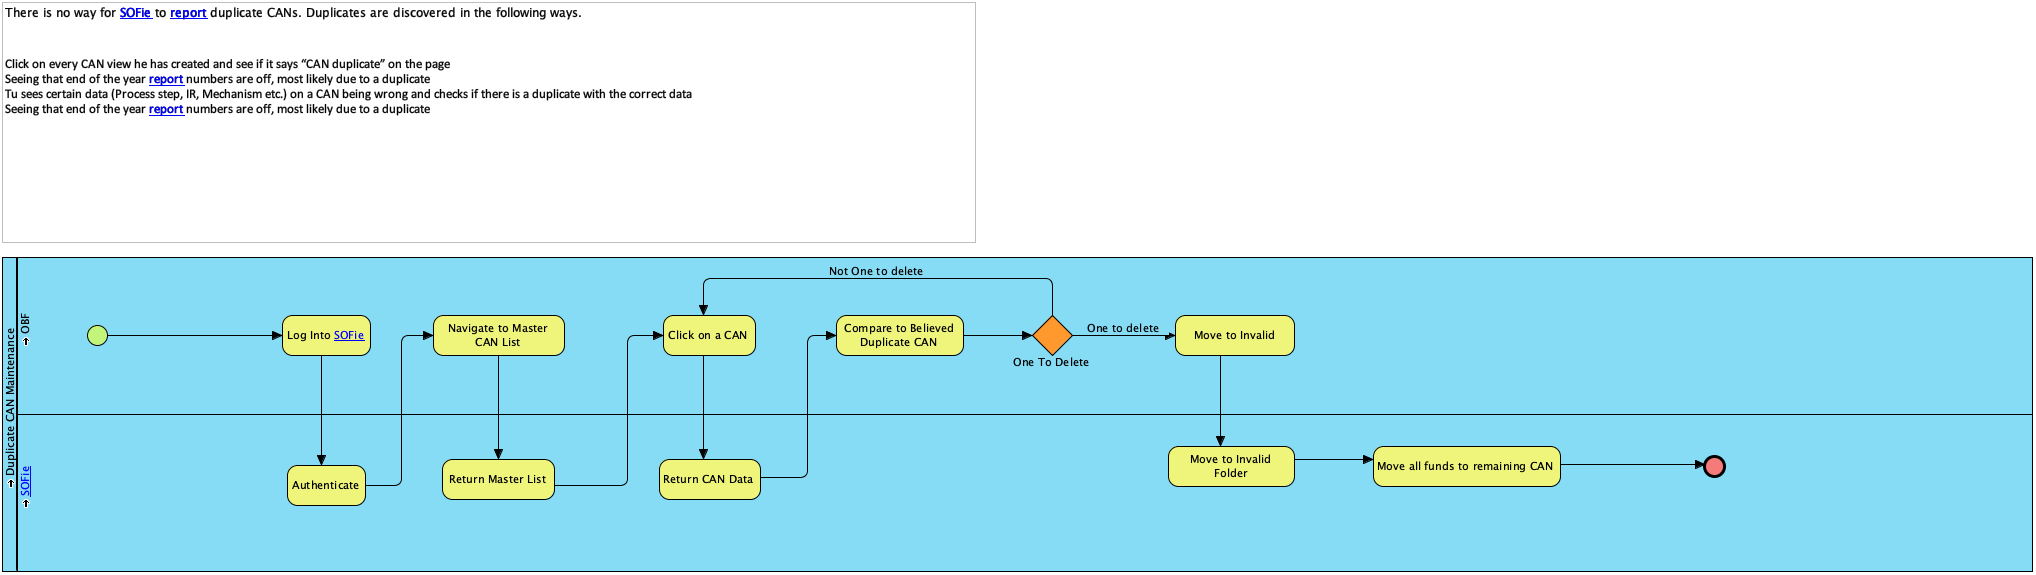 There is no way for SOFie to report duplicate CANs. Duplicates are discovered in the following ways.
Click on every CAN view he has created and see if it says “CAN duplicate” on the page
Seeing that end of the year report numbers are off, most likely due to a duplicate
Tu sees certain data (Process step, IR, Mechanism etc.) on a CAN being wrong and checks if there is a duplicate with the correct data
Seeing that end of the year report numbers are off, most likely due to a duplicate
Duplicate CAN Maintenance
OBF
Not One to delete
Log Into SOFie
Navigate to Master
CAN List
Click on a CAN
Compare to Believed
Duplicate CAN
One To Delete
One to delete
Move to Invalid
SOFie
Authenticate
Return Master List
Return CAN Data
Move to Invalid
Folder
Move all funds to remaining CAN